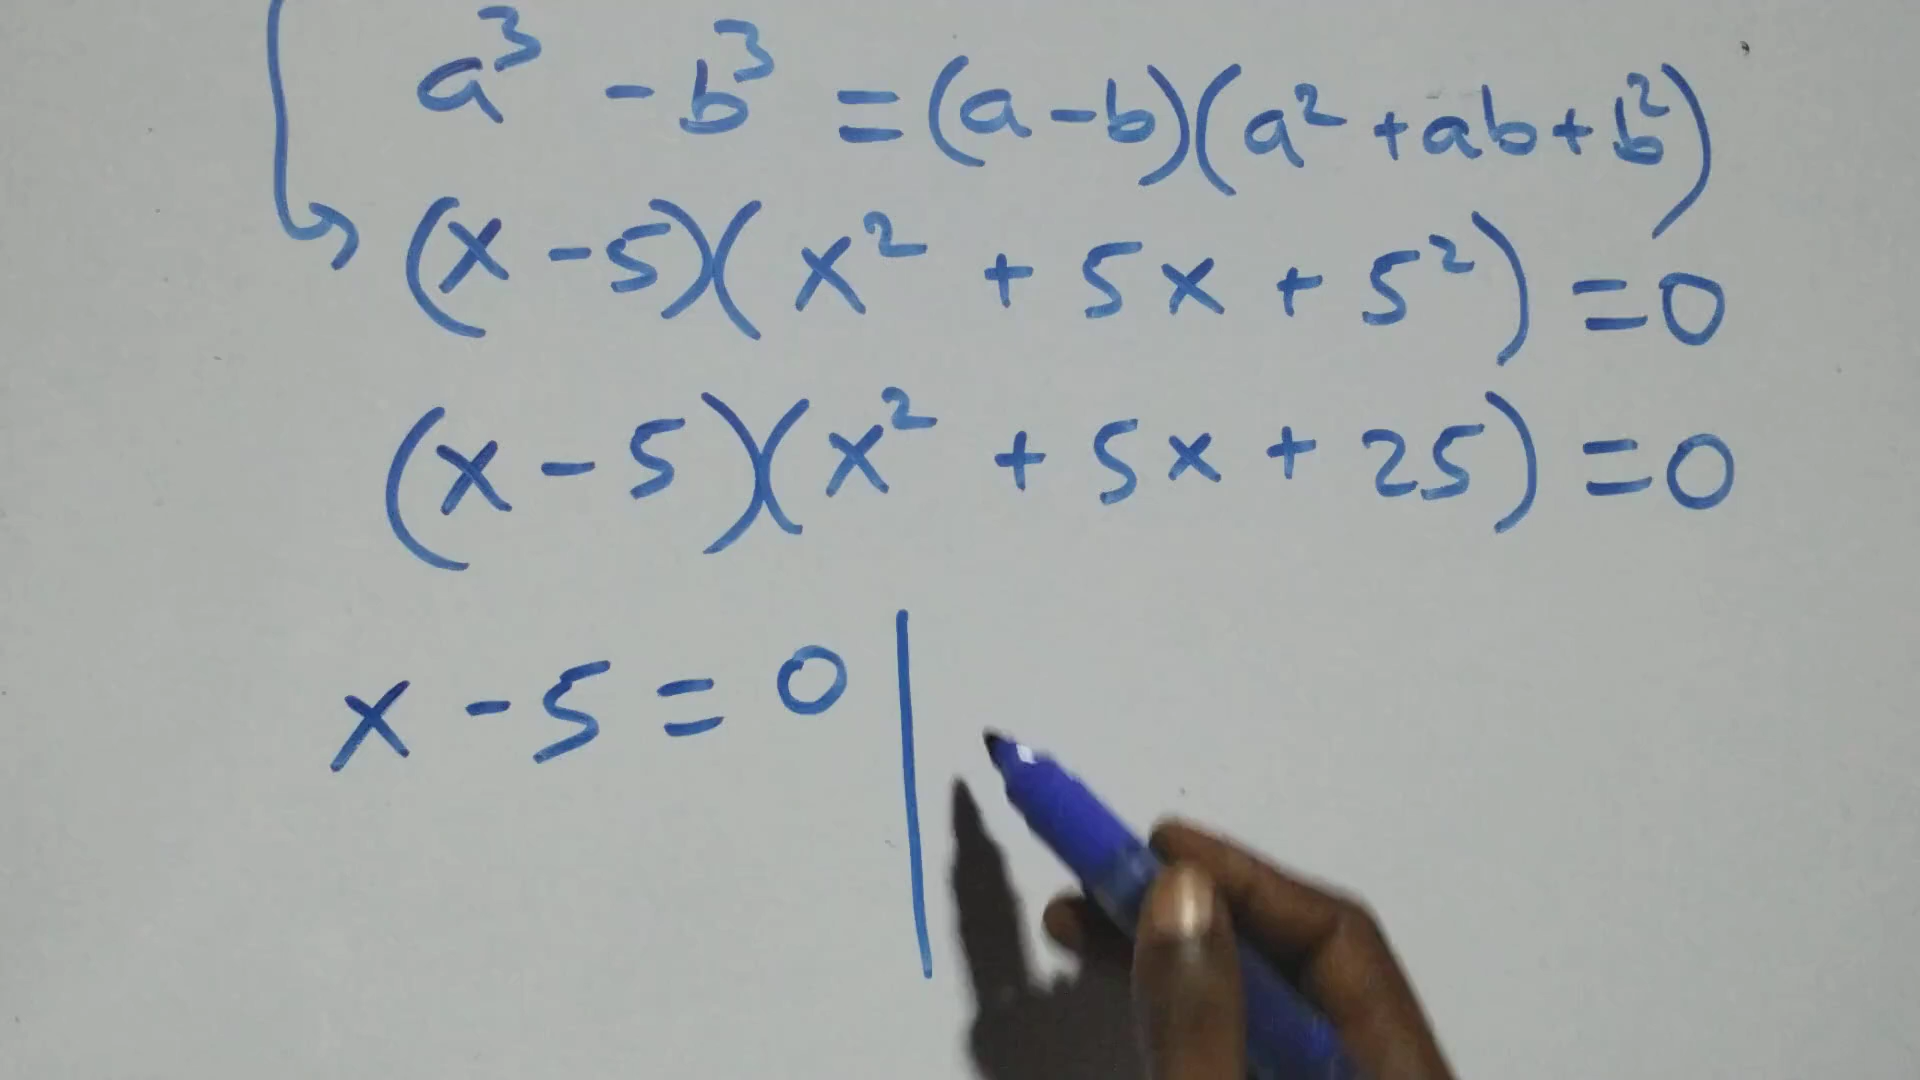 a³ - b³ = (a - b)(a² + ab + b²)
(x - 5)(x² + 5x + 5²) = 0
(x - 5)(x² + 5x + 25) = 0
x - 5 = 0